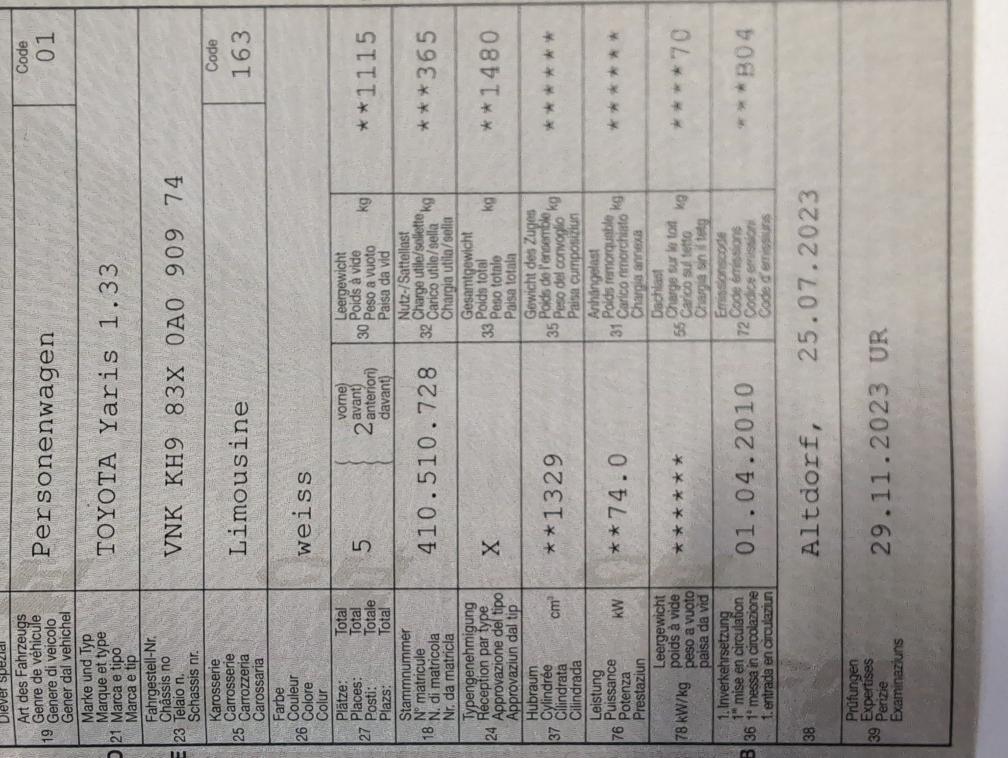 Diever spezial
Art des Fahrzeugs
Genre de véhicule
19 Genere di veicolo
Gener dal vehichel
Personenwagen
Code
01
D
Marke und Typ
Marque et type
21 Marca e tipo
Marca e tip
TOYOTA Yaris 1.33
E
Fahrgestell-Nr.
Châssis no
23 Telaio n.
Schassis nr.
VNK KH9 83X 0A0 909 74
Karosserie
Carrosserie
25 Carrozzeria
Carossaria
Limousine
Code
163
Farbe
Couleur
26 Colore
Colur
weiss
Plätze: Total
Places: Total
27 Posti: Totale
Plazs: Total
5
vorne)
2 avant)
anteriori)
davant)
Leergewicht
Poids à vide
30 Peso a vuoto kg
Paisa da vid
**1115
Stammnummer
N° matricule
18 N. di matricola
Nr. da matricla
410.510.728
Nutz-/Sattellast
Charge utile/sellette kg
32 Carico utile/sella
Chargia utila/sella
***365
Typengenehmigung
Réception par type
24 Approvazione del tipo
Approvaziun dal tip
X
Gesamtgewicht
Poids total
33 Peso totale kg
Paisa totala
**1480
Hubraum
Cylindrée
37 Cilindrata cm³
Cilindrada
**1329
Gewicht des Zuges
Poids de l'ensemble kg
35 Peso del convoglio
Paisa cumposiziun
******
Leistung
Puissance
76 Potenza kW
Prestaziun
**74.0
Anhängelast
Poids remorquable kg
31 Carico rimorchiato
Chargia annexa
******
Leergewicht
poids à vide
78 kW/kg peso a vuoto
paisa da vid
******
Dachlast
Charge sur le toit kg
55 Carico sul tetto
Chargia sin il tetg
****70
B
1. Inverkehrsetzung
1re mise en circulation
36 1a messa in circolazione
1. entrada en circulaziun
01.04.2010
Emissionscode
Code émissions
72 Codice emissioni
Code d'emissiuns
***B04
38
Altdorf, 25.07.2023
Prüfungen
Expertises
39 Perizie
Examinaziuns
29.11.2023 UR